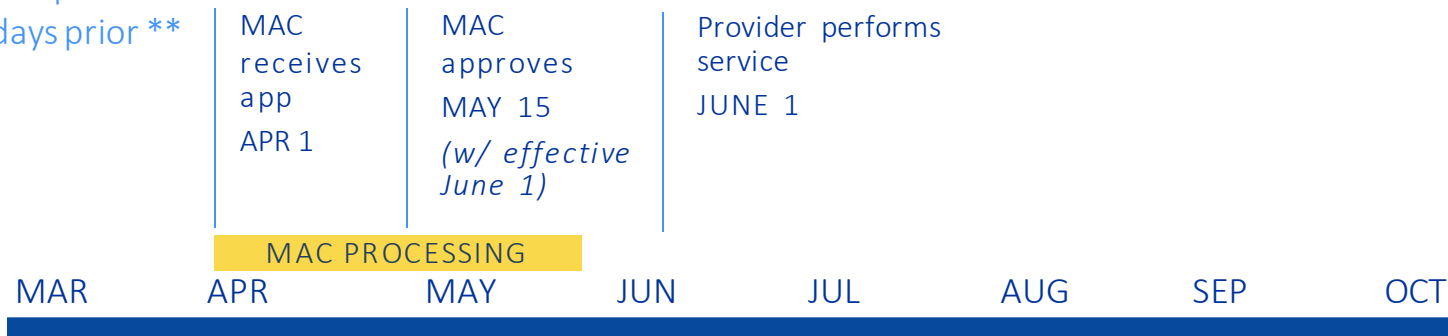 days prior **
MAC
receives
app
APR 1
MAC
approves
MAY 15
(w/ effective
June 1)
Provider performs
service
JUNE 1
MAC PROCESSING
MAR APR MAY JUN JUL AUG SEP OCT